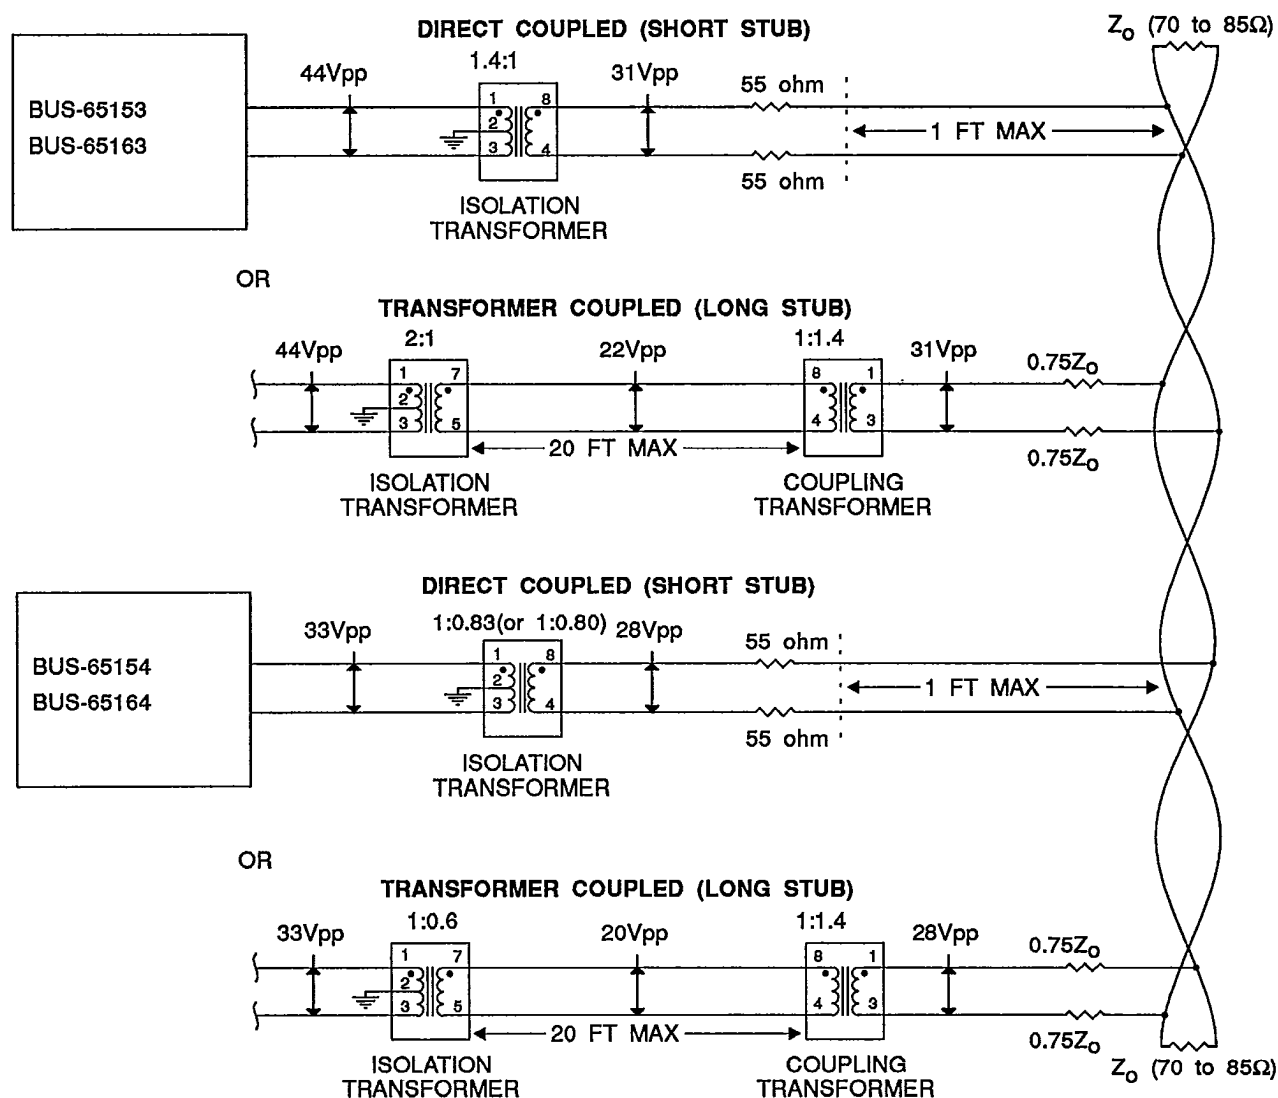 DIRECT COUPLED (SHORT STUB)
Zo (70 to 85Ω)
1.4:1
44Vpp
31Vpp
55 ohm
BUS-65153
BUS-65163
1
2
3
8
4
1 FT MAX
55 ohm
ISOLATION
TRANSFORMER
OR
TRANSFORMER COUPLED (LONG STUB)
2:1
1:1.4
44Vpp
22Vpp
31Vpp
0.75Zo
1
2
3
7
5
8
4
1
3
20 FT MAX
0.75Zo
ISOLATION
TRANSFORMER
COUPLING
TRANSFORMER
DIRECT COUPLED (SHORT STUB)
1:0.83(or 1:0.80)
33Vpp
28Vpp
55 ohm
BUS-65154
BUS-65164
1
2
3
8
4
1 FT MAX
55 ohm
ISOLATION
TRANSFORMER
OR
TRANSFORMER COUPLED (LONG STUB)
1:0.6
1:1.4
33Vpp
20Vpp
28Vpp
0.75Zo
1
2
3
7
5
8
4
1
3
20 FT MAX
0.75Zo
ISOLATION
TRANSFORMER
COUPLING
TRANSFORMER
Zo (70 to 85Ω)